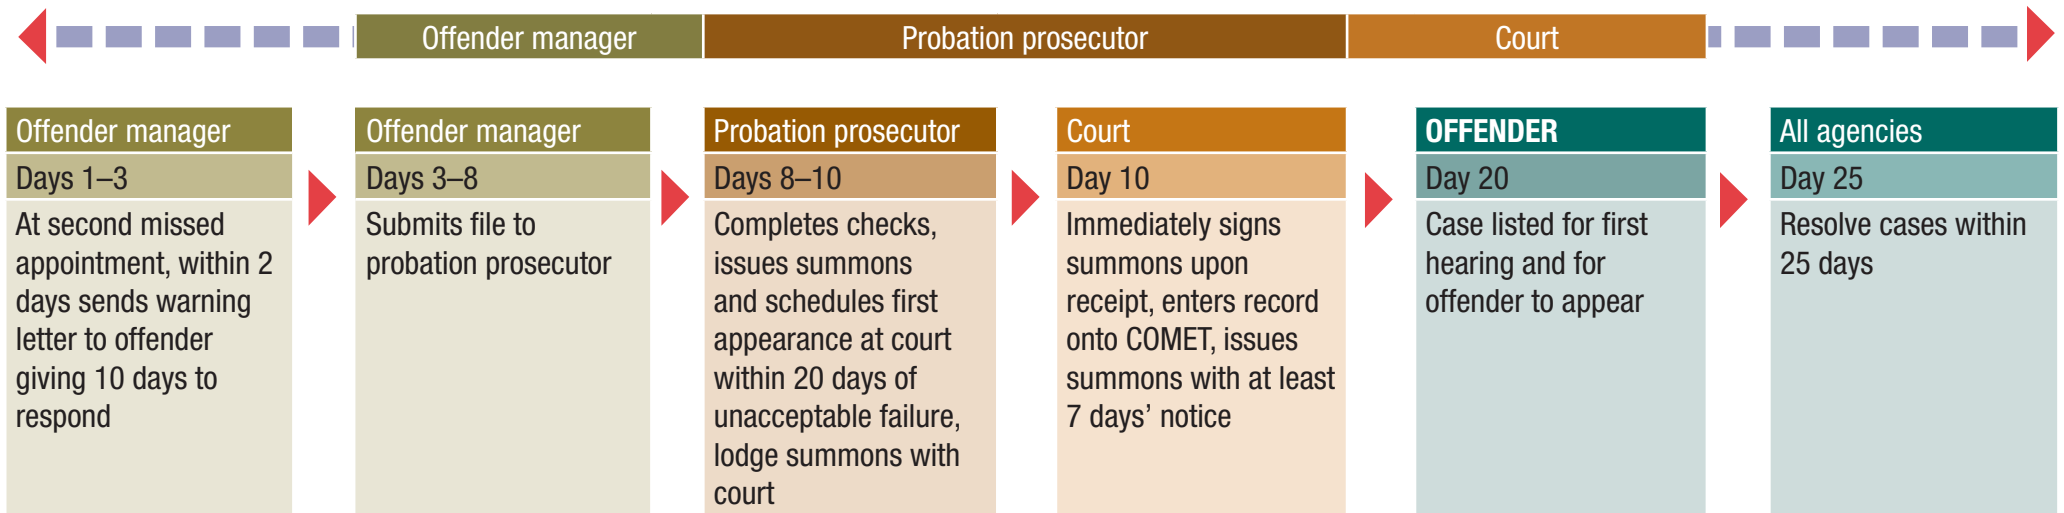 Offender manager
Probation prosecutor
Court
Offender manager
Days 1–3
At second missed
appointment, within 2
days sends warning
letter to offender
giving 10 days to
respond
Offender manager
Days 3–8
Submits file to
probation prosecutor
Probation prosecutor
Days 8–10
Completes checks,
issues summons
and schedules first
appearance at court
within 20 days of
unacceptable failure,
lodge summons with
court
Court
Day 10
Immediately signs
summons upon
receipt, enters record
onto COMET, issues
summons with at least
7 days’ notice
OFFENDER
Day 20
Case listed for first
hearing and for
offender to appear
All agencies
Day 25
Resolve cases within
25 days